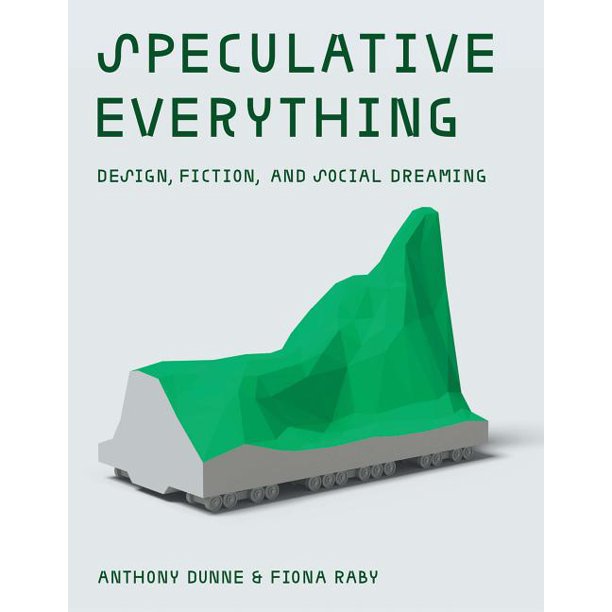 SPECULATIVE
EVERYTHING
DESIGN, FICTION, AND SOCIAL DREAMING
ANTHONY DUNNE & FIONA RABY